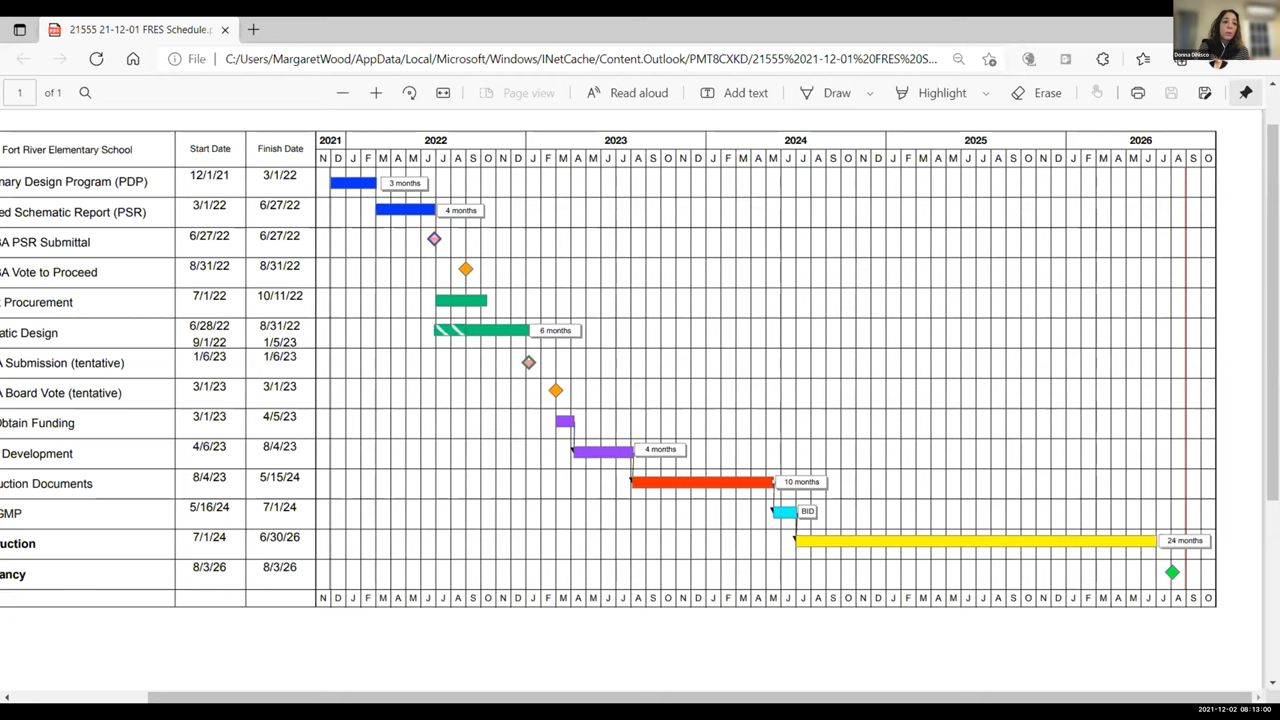 21555 21-12-01 FRES Schedule.
File C:/Users/MargaretWood/AppData/Local/Microsoft/Windows/INetCache/Content.Outlook/PMT8CXKD/21555%2021-12-01%20FRES%20S...
Donna DiNisco
1 of 1 Page view Read aloud Add text Draw Highlight Erase
Fort River Elementary School Start Date Finish Date 2021 2022 2023 2024 2025 2026
N D J F M A M J J A S O N D J F M A M J J A S O N D J F M A M J J A S O N D J F M A M J J A S O N D J F M A M J J A S O
nary Design Program (PDP) 12/1/21 3/1/22 3 months
ed Schematic Report (PSR) 3/1/22 6/27/22 4 months
BA PSR Submittal 6/27/22 6/27/22
BA Vote to Proceed 8/31/22 8/31/22
Procurement 7/1/22 10/11/22
atic Design 6/28/22 8/31/22 6 months
9/1/22 1/5/23
A Submission (tentative) 1/6/23 1/6/23
A Board Vote (tentative) 3/1/23 3/1/23
Obtain Funding 3/1/23 4/5/23
Development 4/6/23 8/4/23 4 months
uction Documents 8/4/23 5/15/24 10 months
GMP 5/16/24 7/1/24 BID
ruction 7/1/24 6/30/26 24 months
ancy 8/3/26 8/3/26
N D J F M A M J J A S O N D J F M A M J J A S O N D J F M A M J J A S O N D J F M A M J J A S O N D J F M A M J J A S O
2021-12-02 08:13:00